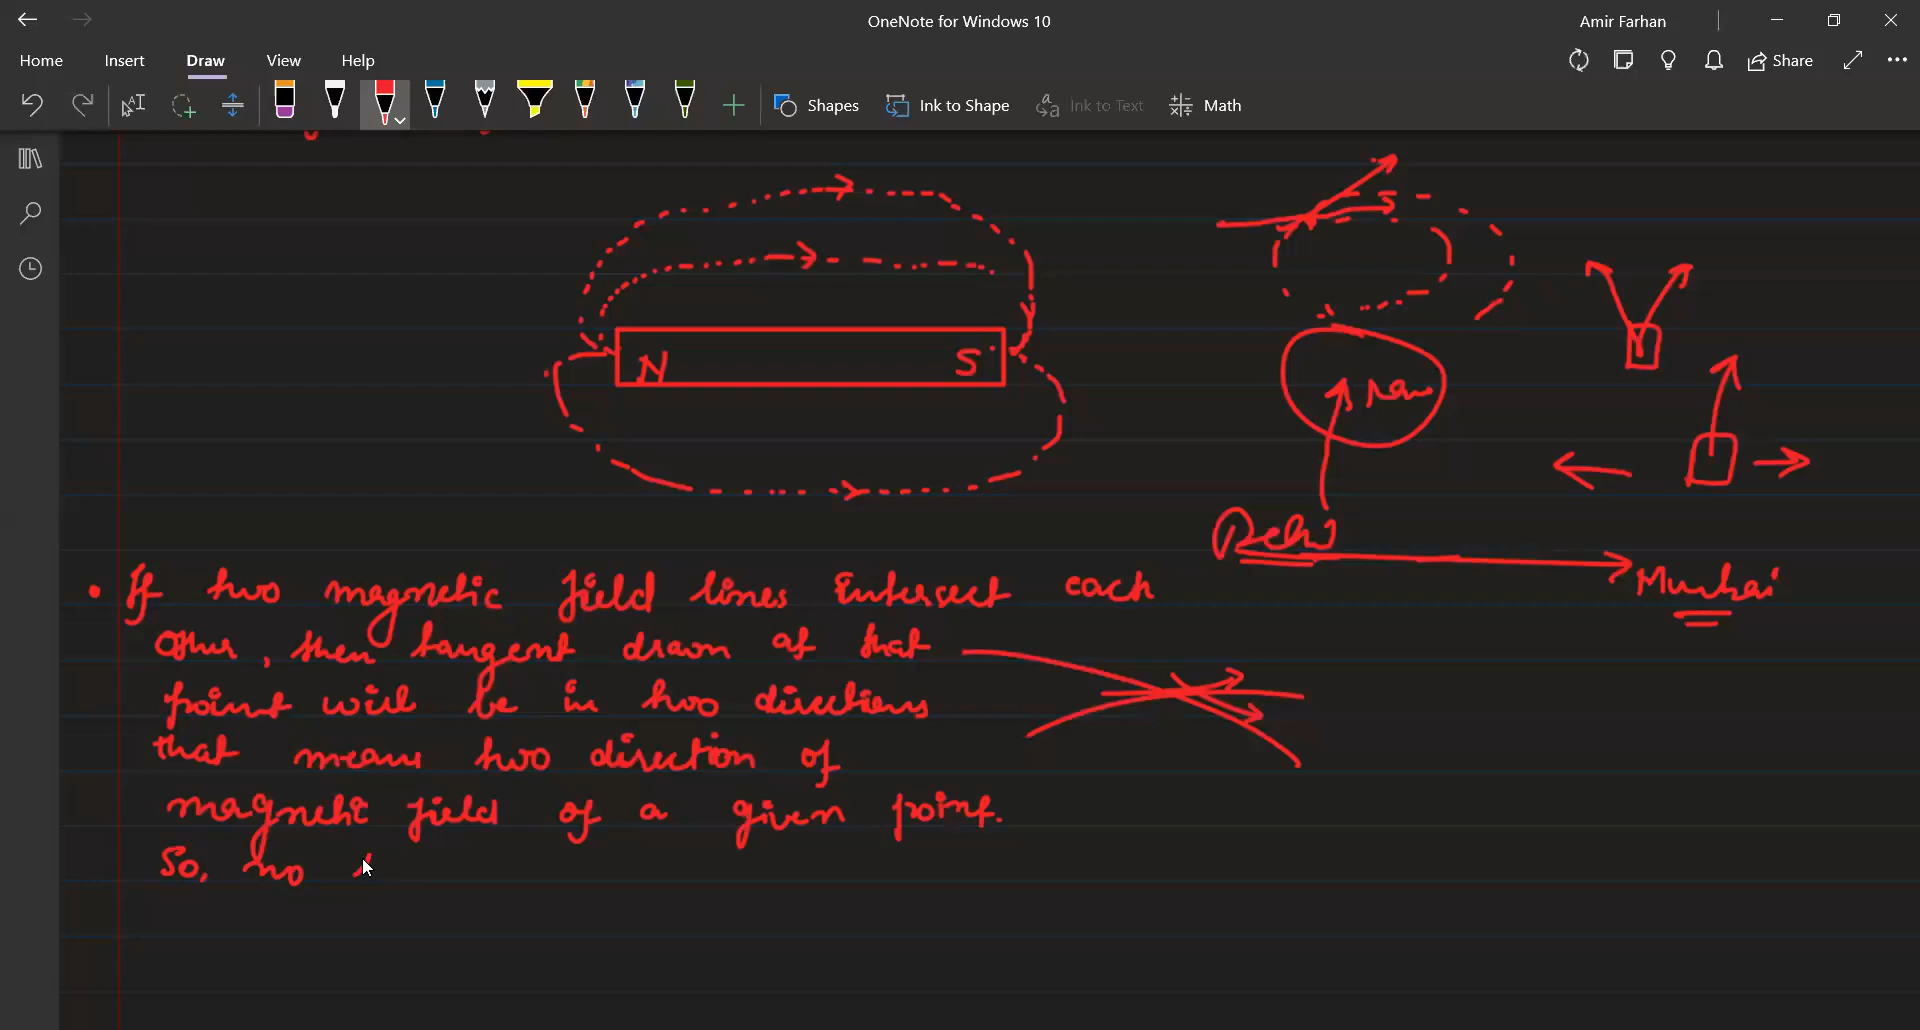 OneNote for Windows 10
Amir Farhan
Home Insert Draw View Help
Share
Shapes Ink to Shape Ink to Text Math
N S
Delhi
Mumbai
• If two magnetic field lines intersect each
other, then tangent drawn at that
point will be in two directions
that means two direction of
magnetic field of a given point.
So, no